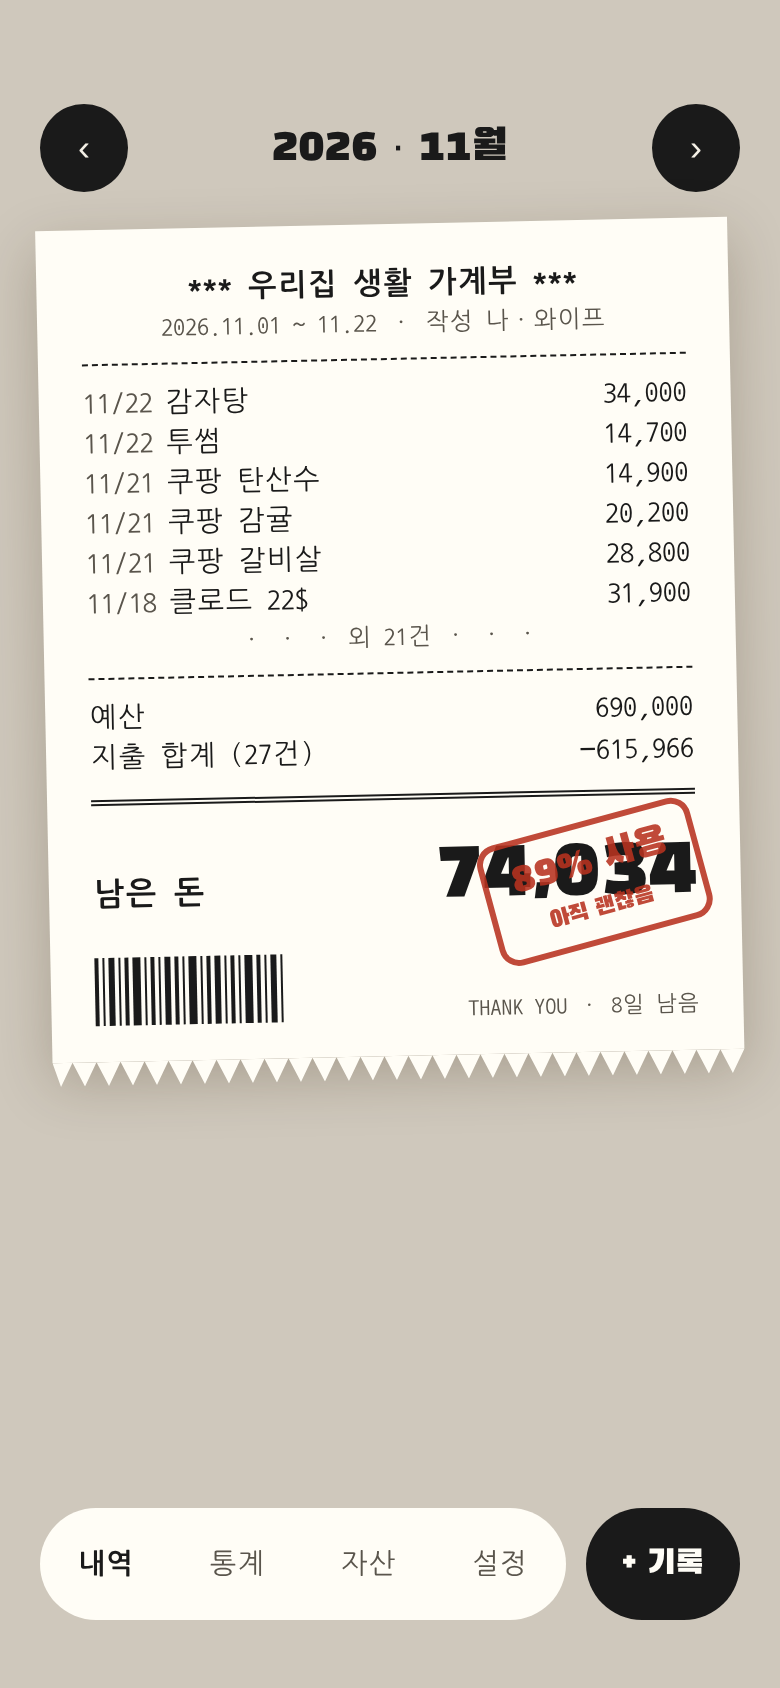 ‹ 2026 · 11월 ›
*** 우리집 생활 가계부 ***
2026.11.01 ~ 11.22 · 작성 나 · 와이프
11/22 감자탕 34,000
11/22 투썸 14,700
11/21 쿠팡 탄산수 14,900
11/21 쿠팡 감귤 20,200
11/21 쿠팡 갈비살 28,800
11/18 클로드 22$ 31,900
· · · 외 21건 · · ·
예산 690,000
지출 합계 (27건) −615,966
남은 돈 74,034
89% 사용
아직 괜찮음
THANK YOU · 8일 남음
내역 통계 자산 설정 + 기록